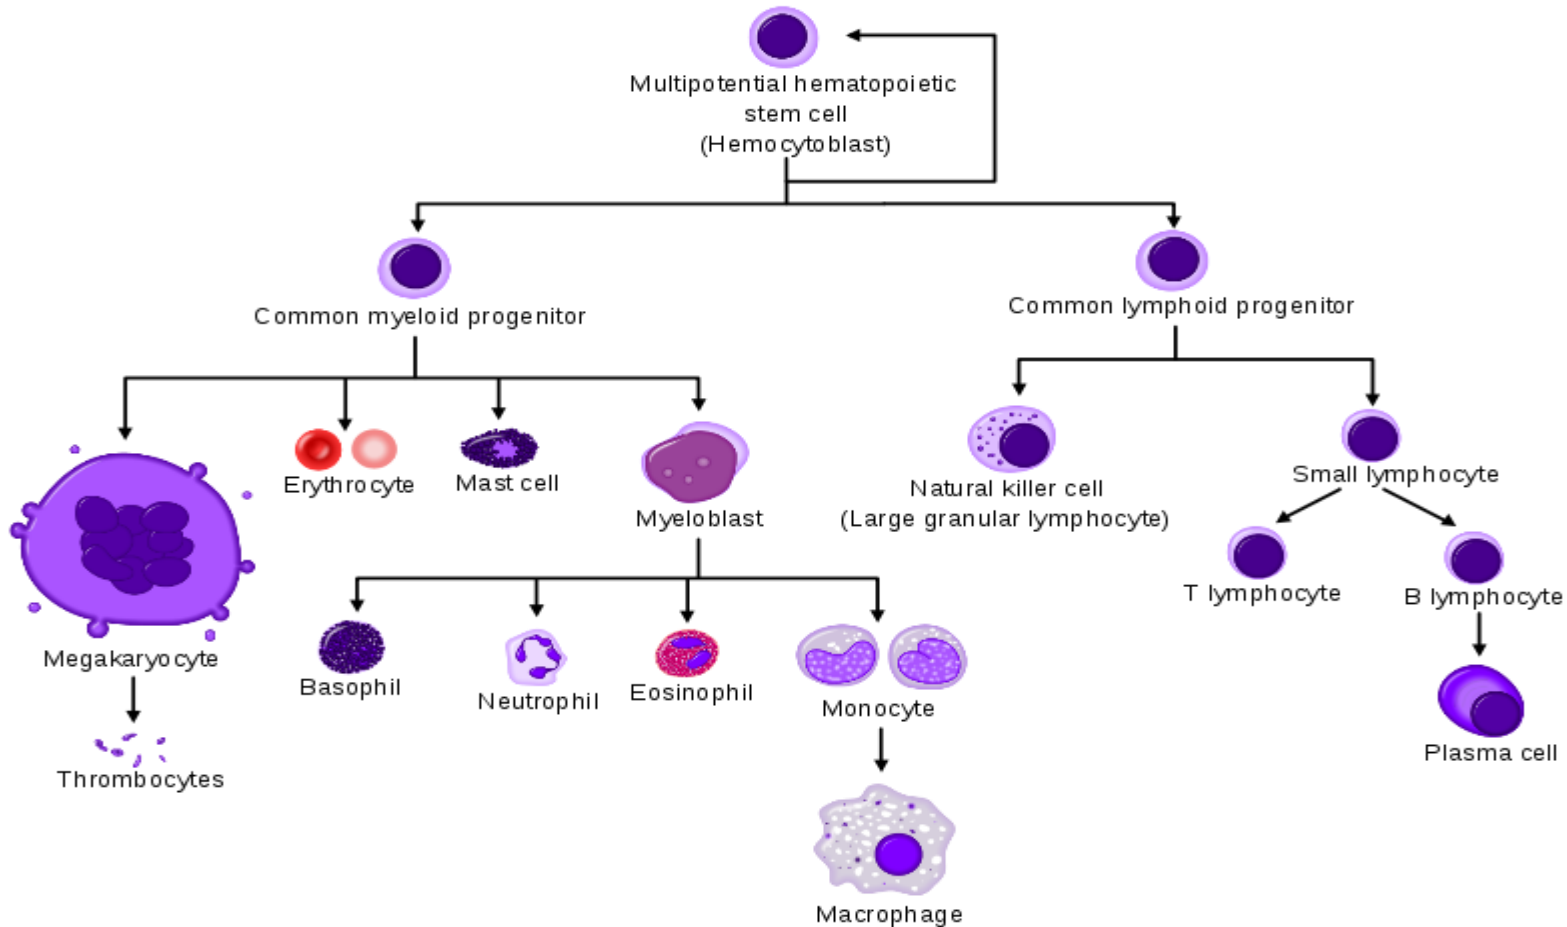 Multipotential hematopoietic
stem cell
(Hemocytoblast)
Common myeloid progenitor
Common lymphoid progenitor
Erythrocyte
Mast cell
Myeloblast
Natural killer cell
(Large granular lymphocyte)
Small lymphocyte
T lymphocyte
B lymphocyte
Megakaryocyte
Basophil
Neutrophil
Eosinophil
Monocyte
Plasma cell
Thrombocytes
Macrophage